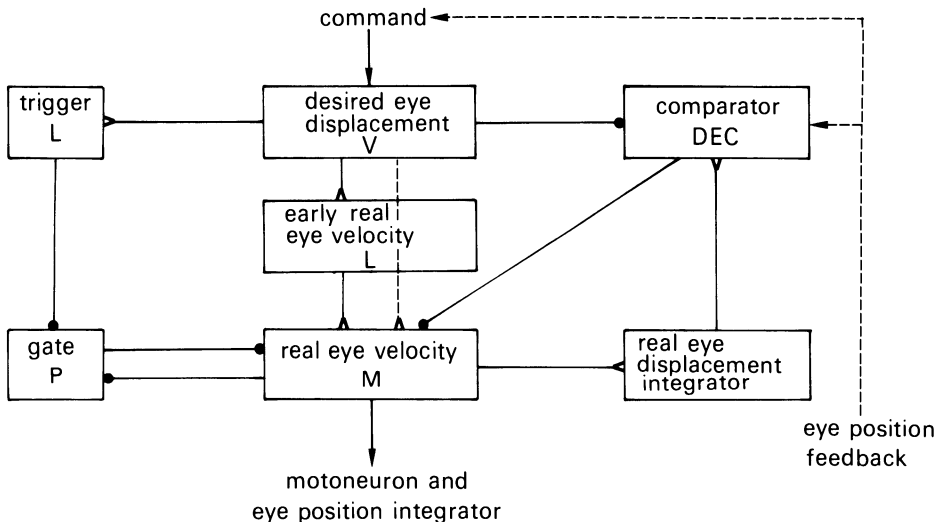 command
trigger
L
desired eye
displacement
V
comparator
DEC
early real
eye velocity
L
gate
P
real eye velocity
M
real eye
displacement
integrator
eye position
feedback
motoneuron and
eye position integrator